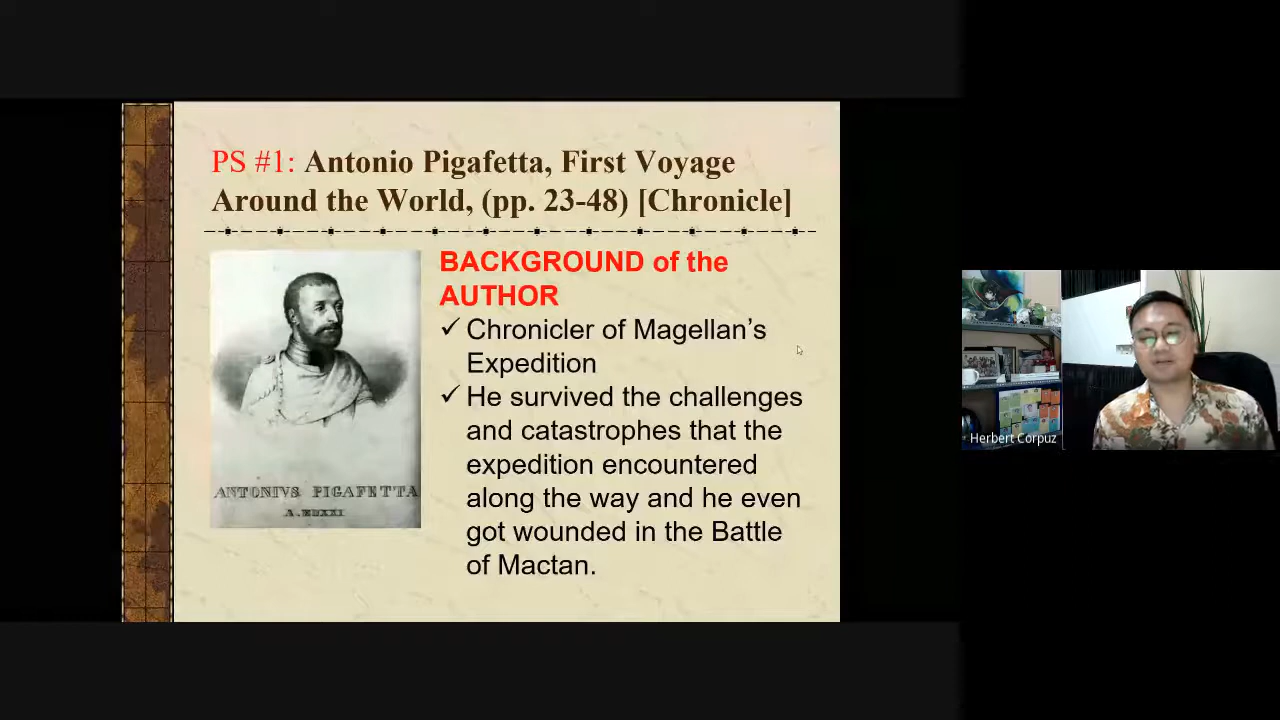 PS #1: Antonio Pigafetta, First Voyage
Around the World, (pp. 23-48) [Chronicle]
BACKGROUND of the
AUTHOR
✓ Chronicler of Magellan’s
Expedition
✓ He survived the challenges
and catastrophes that the
expedition encountered
along the way and he even
got wounded in the Battle
of Mactan.
ANTONIVS PIGAFETTA
Herbert Corpuz